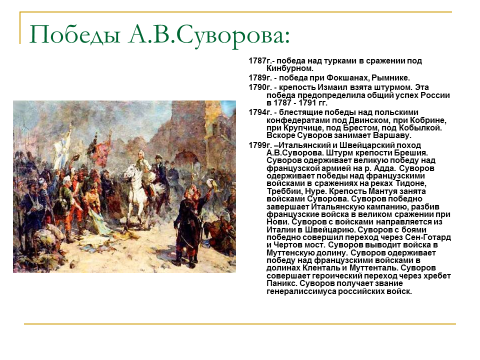 Победы А.В.Суворова:
1787г.- победа над турками в сражении под
Кинбурном.
1789г. - победа при Фокшанах, Рымнике.
1790г. - крепость Измаил взята штурмом. Эта
победа предопределила общий успех России
в 1787 - 1791 гг.
1794г. - блестящие победы над польскими
конфедератами под Двинском, при Кобрине,
при Крупчице, под Брестом, под Кобылкой.
Вскоре Суворов занимает Варшаву.
1799г. –Итальянский и Швейцарский поход
А.В.Суворова. Штурм крепости Брешия.
Суворов одерживает великую победу над
французской армией на р. Адда. Суворов
одерживает победы над французскими
войсками в сражениях на реках Тидоне,
Треббии, Нуре. Крепость Мантуя занята
войсками Суворова. Суворов победно
завершает Итальянскую кампанию, разбив
французские войска в великом сражении при
Нови. Суворов с войсками направляется из
Италии в Швейцарию. Суворов с боями
победно совершил переход через Сен-Готард
и Чертов мост. Суворов выводит войска в
Муттенскую долину. Суворов одерживает
победу над французскими войсками в
долинах Кленталь и Муттенталь. Суворов
совершает героический переход через хребет
Паникс. Суворов получает звание
генералиссимуса российских войск.